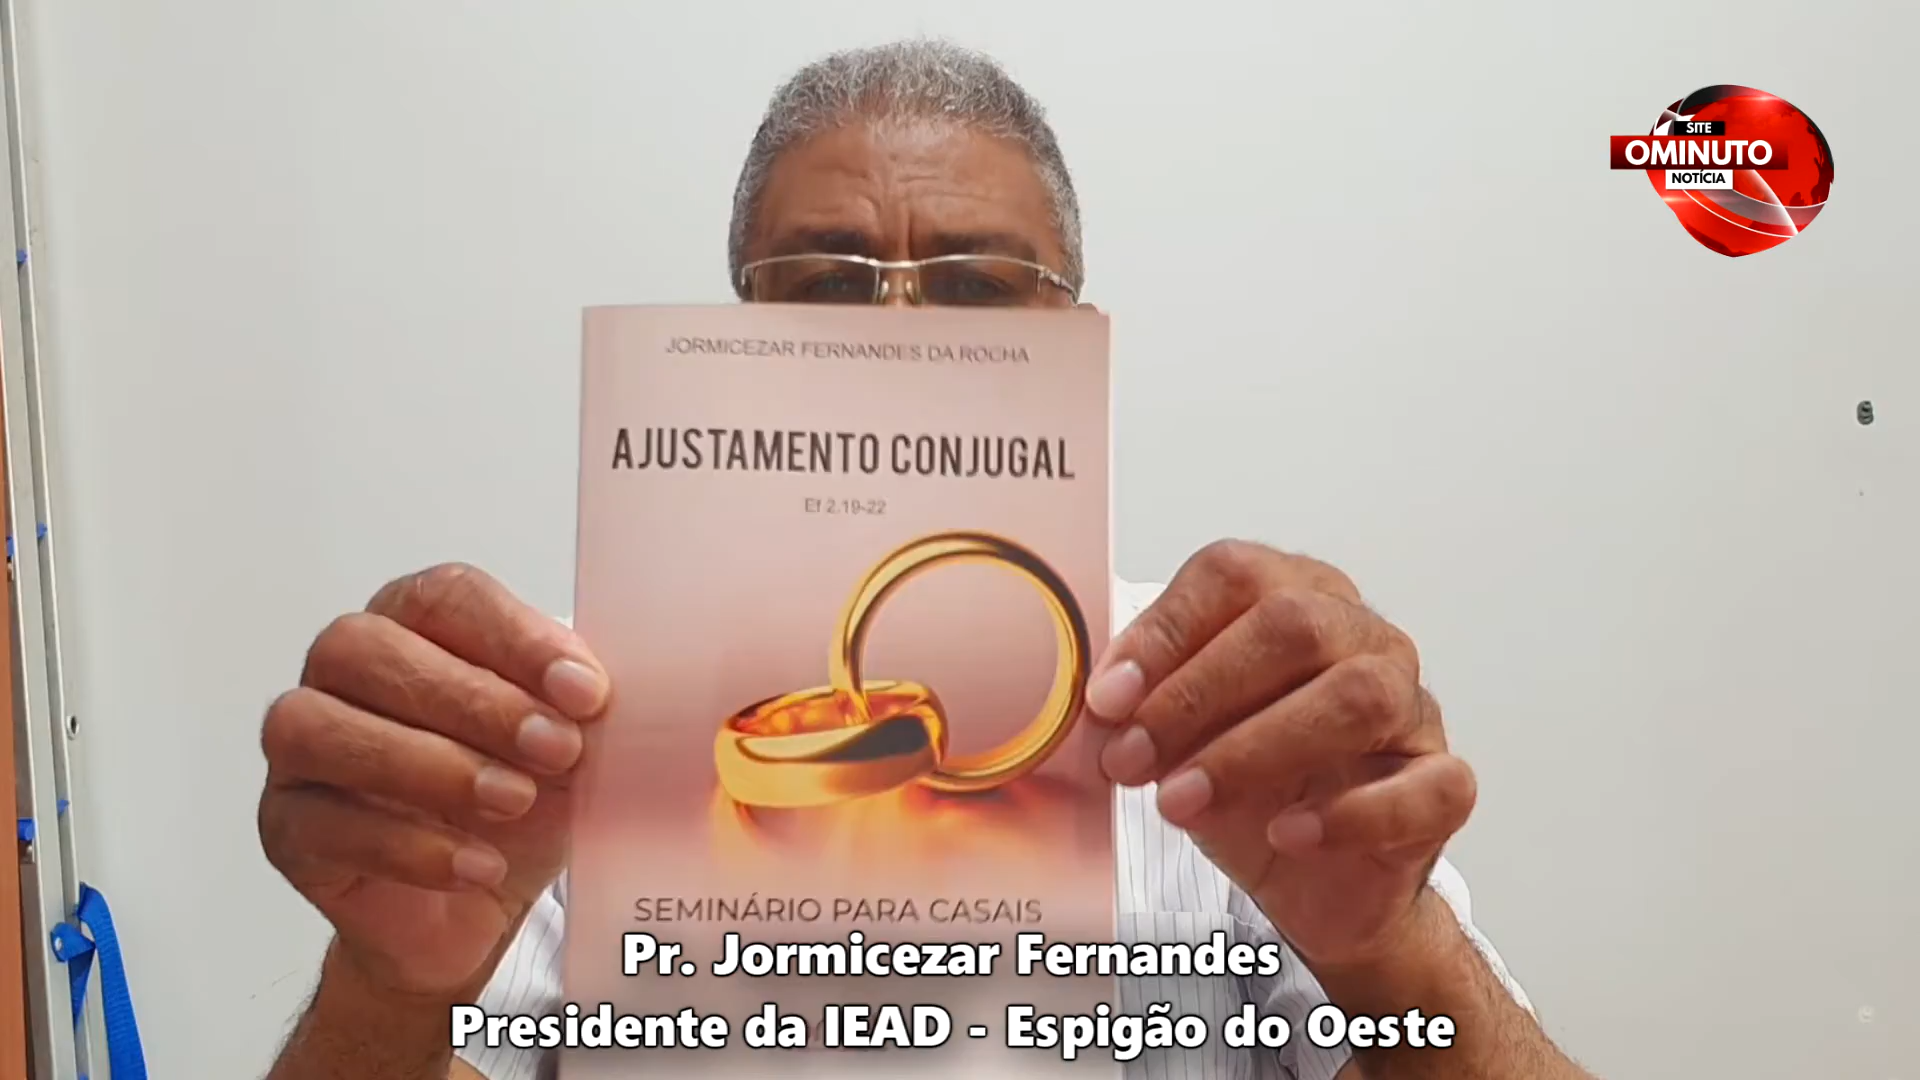 SITE
OMINUTO
NOTÍCIA
JORMICEZAR FERNANDES DA ROCHA
AJUSTAMENTO CONJUGAL
Ef 2.19-22
SEMINÁRIO PARA CASAIS
Pr. Jormicezar Fernandes
Presidente da IEAD - Espigão do Oeste